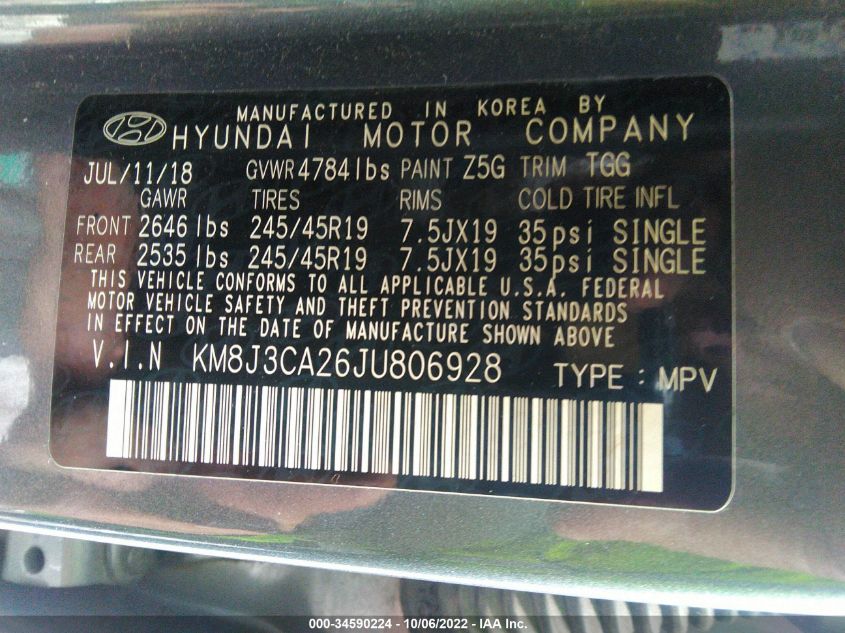 MANUFACTURED IN KOREA BY
HYUNDAI MOTOR COMPANY
JUL/11/18 GVWR 4784 lbs PAINT Z5G TRIM TGG
GAWR TIRES RIMS COLD TIRE INFL
FRONT 2646 lbs 245/45R19 7.5JX19 35psi SINGLE
REAR 2535 lbs 245/45R19 7.5JX19 35psi SINGLE
THIS VEHICLE CONFORMS TO ALL APPLICABLE U.S.A. FEDERAL
MOTOR VEHICLE SAFETY AND THEFT PREVENTION STANDARDS
IN EFFECT ON THE DATE OF MANUFACTURE SHOWN ABOVE
V.I.N KM8J3CA26JU806928 TYPE : MPV
000-34590224 - 10/06/2022 - IAA Inc.